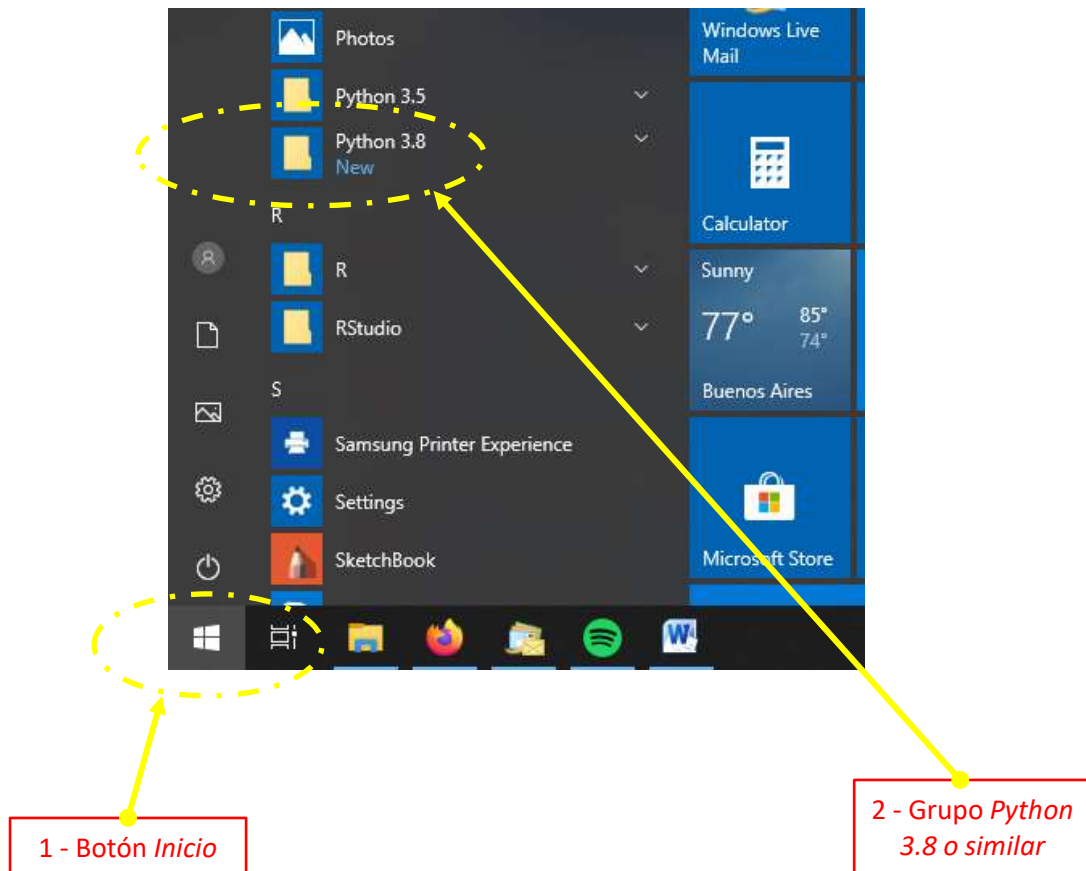 Photos
Python 3.5
Python 3.8
New
R
R
RStudio
S
Samsung Printer Experience
Settings
SketchBook
Windows Live
Mail
Calculator
Sunny
77° 85°
74°
Buenos Aires
Microsoft Store
W
1 - Botón Inicio
2 - Grupo Python
3.8 o similar